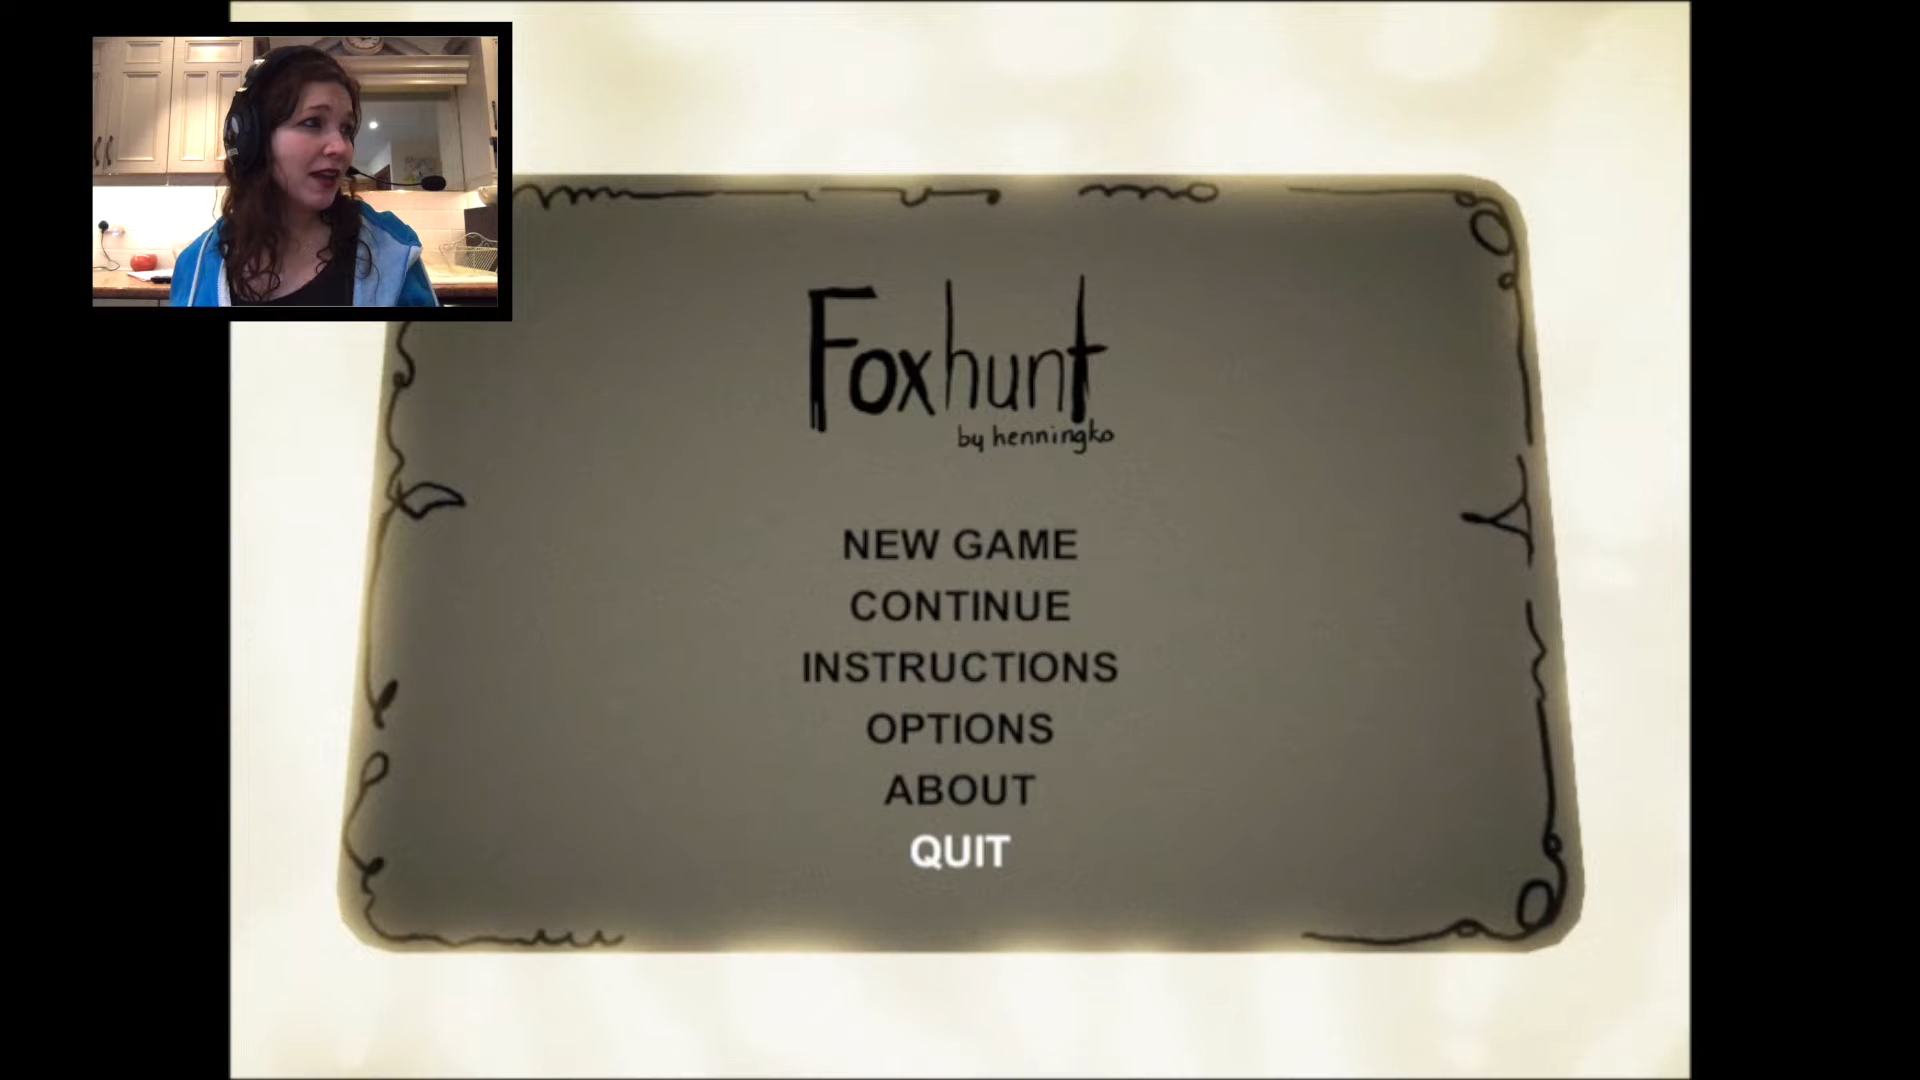 Foxhunt
by henningko
NEW GAME
CONTINUE
INSTRUCTIONS
OPTIONS
ABOUT
QUIT